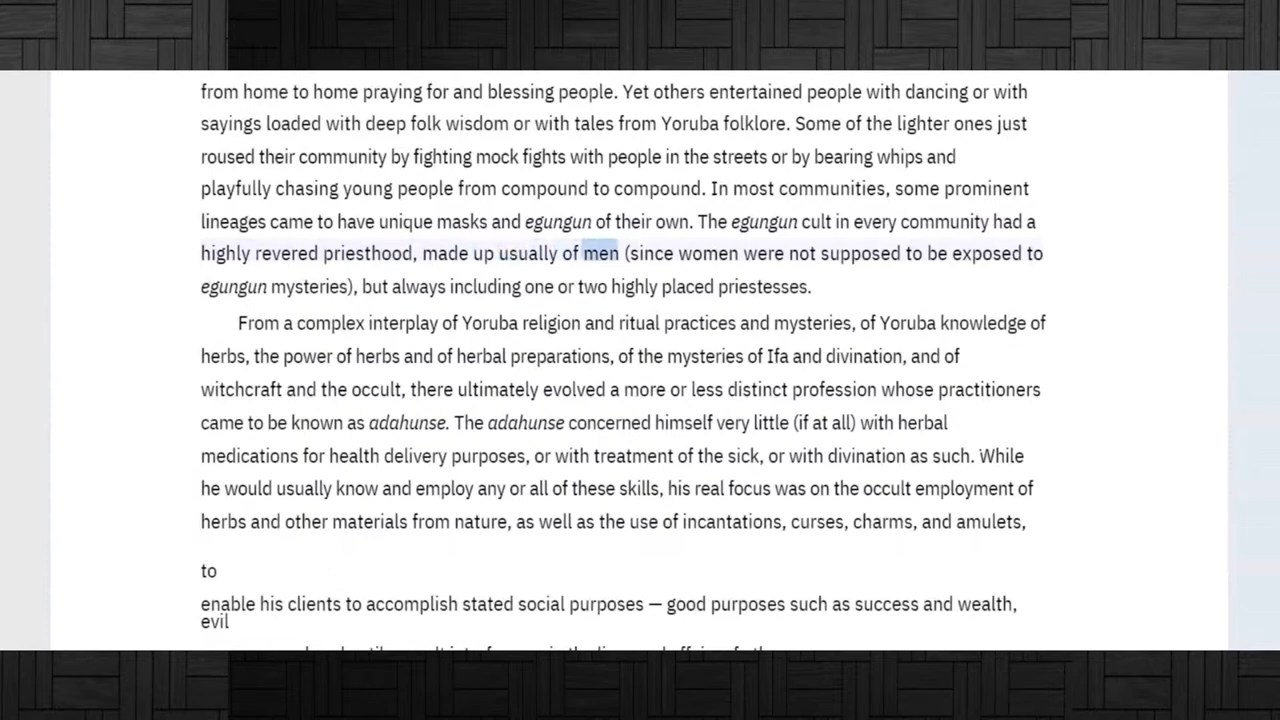 from home to home praying for and blessing people. Yet others entertained people with dancing or with
sayings loaded with deep folk wisdom or with tales from Yoruba folklore. Some of the lighter ones just
roused their community by fighting mock fights with people in the streets or by bearing whips and
playfully chasing young people from compound to compound. In most communities, some prominent
lineages came to have unique masks and egungun of their own. The egungun cult in every community had a
highly revered priesthood, made up usually of men (since women were not supposed to be exposed to
egungun mysteries), but always including one or two highly placed priestesses.
From a complex interplay of Yoruba religion and ritual practices and mysteries, of Yoruba knowledge of
herbs, the power of herbs and of herbal preparations, of the mysteries of Ifa and divination, and of
witchcraft and the occult, there ultimately evolved a more or less distinct profession whose practitioners
came to be known as adahunse. The adahunse concerned himself very little (if at all) with herbal
medications for health delivery purposes, or with treatment of the sick, or with divination as such. While
he would usually know and employ any or all of these skills, his real focus was on the occult employment of
herbs and other materials from nature, as well as the use of incantations, curses, charms, and amulets,
to
enable his clients to accomplish stated social purposes — good purposes such as success and wealth,
evil